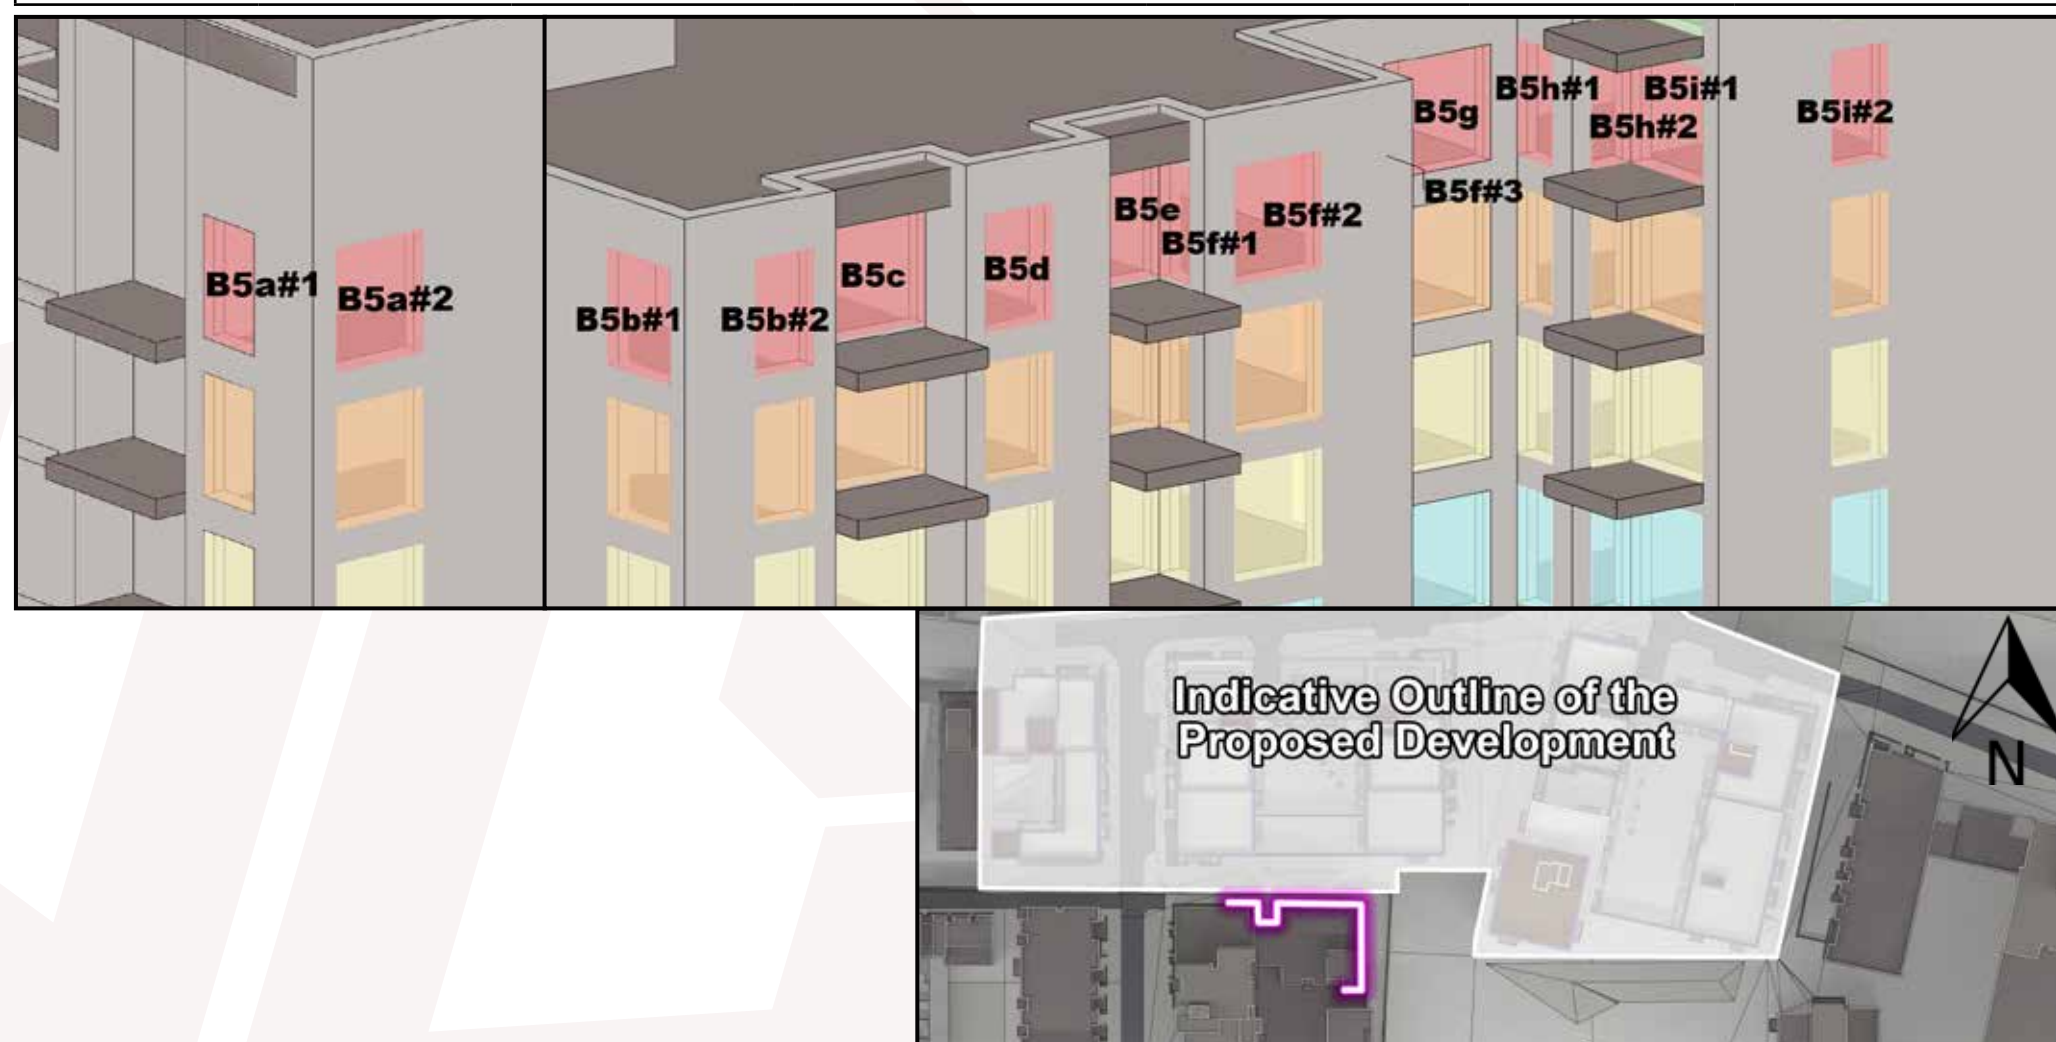 B5a#1
B5a#2
B5b#1
B5b#2
B5c
B5d
B5e
B5f#1
B5f#2
B5f#3
B5g
B5h#1
B5h#2
B5i#1
B5i#2
Indicative Outline of the
Proposed Development
N